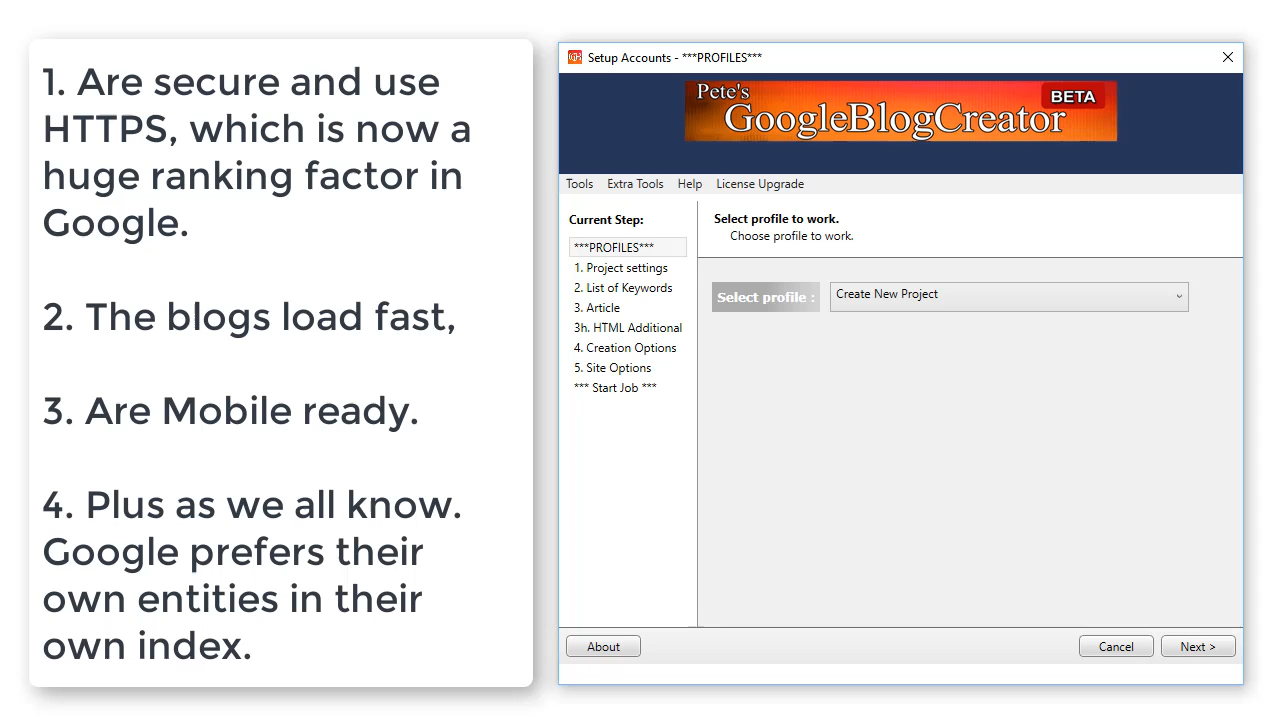 1. Are secure and use
HTTPS, which is now a
huge ranking factor in
Google.
2. The blogs load fast,
3. Are Mobile ready.
4. Plus as we all know.
Google prefers their
own entities in their
own index.
Setup Accounts - ***PROFILES***
Pete's
GoogleBlogCreator
BETA
Tools Extra Tools Help License Upgrade
Current Step:
***PROFILES***
1. Project settings
2. List of Keywords
3. Article
3h. HTML Additional
4. Creation Options
5. Site Options
*** Start Job ***
Select profile to work.
Choose profile to work.
Select profile : Create New Project
About Cancel Next >